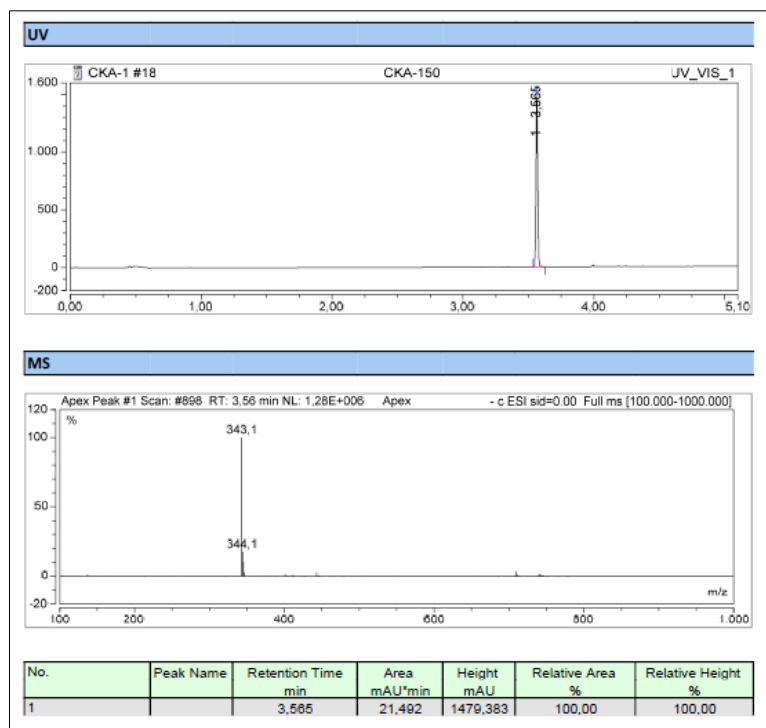 UV
CKA-1 #18 CKA-150 UV_VIS_1
1.600
1.000
500
0
-200
1 3,565
0,00 1,00 2,00 3,00 4,00 5,10
MS
Apex Peak #1 Scan: #898 RT: 3,56 min NL: 1,28E+006 Apex - c ESI sid=0.00 Full ms [100.000-1000.000]
120
%
100
50
0
-20
343,1
344,1
m/z
100 200 400 600 800 1.000
No. Peak Name Retention Time Area Height Relative Area Relative Height
min mAU*min mAU % %
1 3,565 21,492 1479,383 100,00 100,00